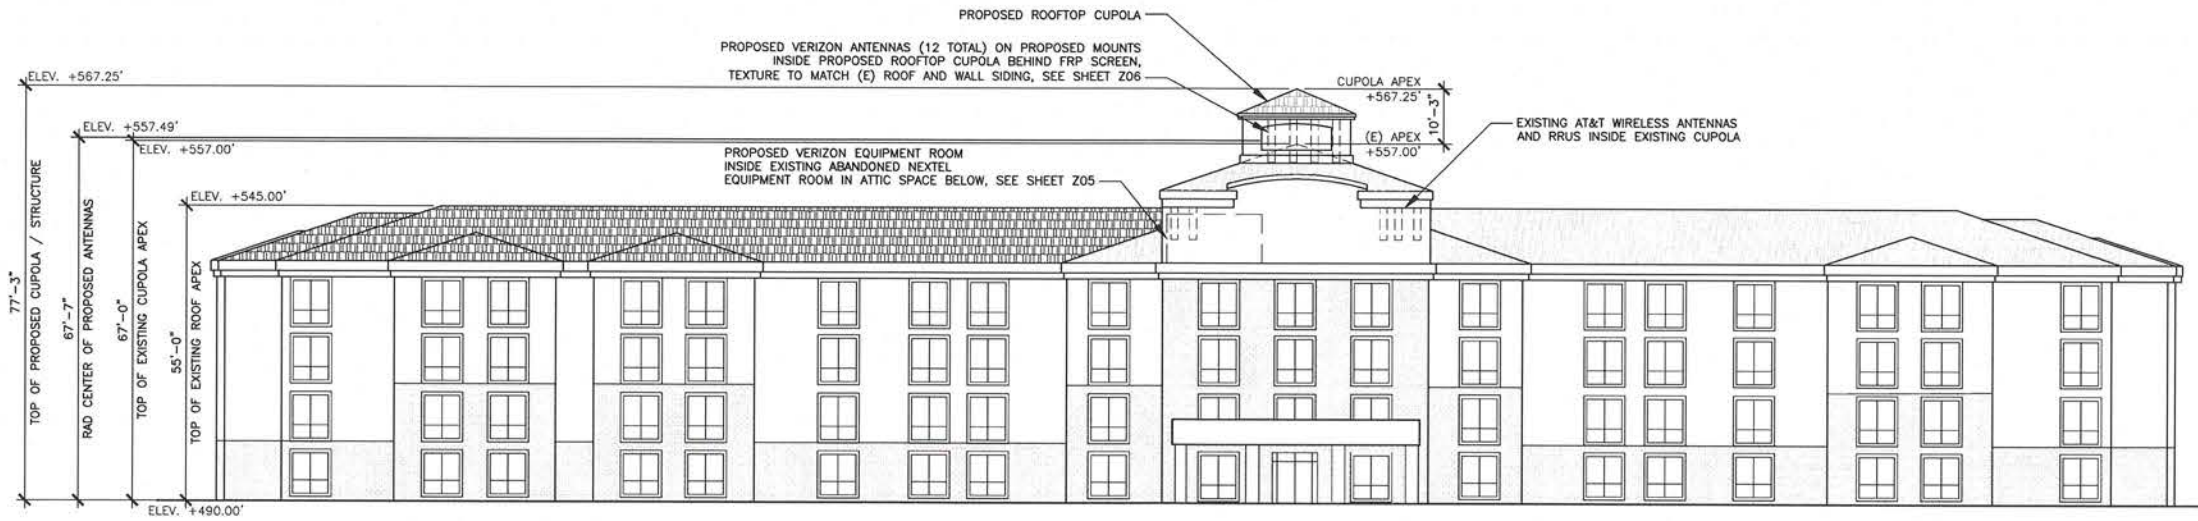 PROPOSED ROOFTOP CUPOLA
PROPOSED VERIZON ANTENNAS (12 TOTAL) ON PROPOSED MOUNTS
INSIDE PROPOSED ROOFTOP CUPOLA BEHIND FRP SCREEN,
TEXTURE TO MATCH (E) ROOF AND WALL SIDING, SEE SHEET Z06
ELEV. +567.25'
CUPOLA APEX
+567.25'
10'-3"
(E) APEX
+557.00'
EXISTING AT&T WIRELESS ANTENNAS
AND RRUS INSIDE EXISTING CUPOLA
ELEV. +557.49'
ELEV. +557.00'
PROPOSED VERIZON EQUIPMENT ROOM
INSIDE EXISTING ABANDONED NEXTEL
EQUIPMENT ROOM IN ATTIC SPACE BELOW, SEE SHEET Z05
ELEV. +545.00'
77'-3"
TOP OF PROPOSED CUPOLA / STRUCTURE
67'-7"
RAD CENTER OF PROPOSED ANTENNAS
67'-0"
TOP OF EXISTING CUPOLA APEX
55'-0"
TOP OF EXISTING ROOF APEX
ELEV. +490.00'